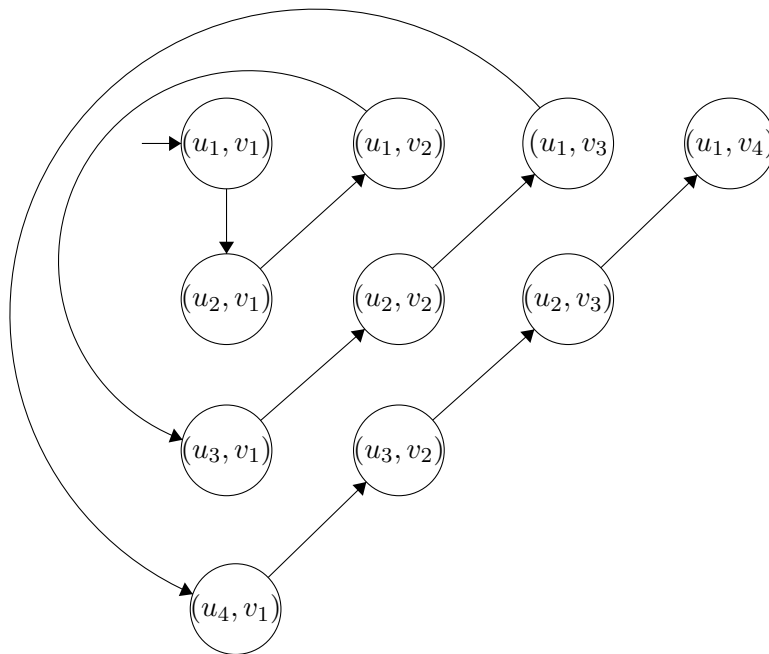 (u₁, v₁) (u₁, v₂) (u₁, v₃ (u₁, v₄)
(u₂, v₁) (u₂, v₂) (u₂, v₃)
(u₃, v₁) (u₃, v₂)
(u₄, v₁)